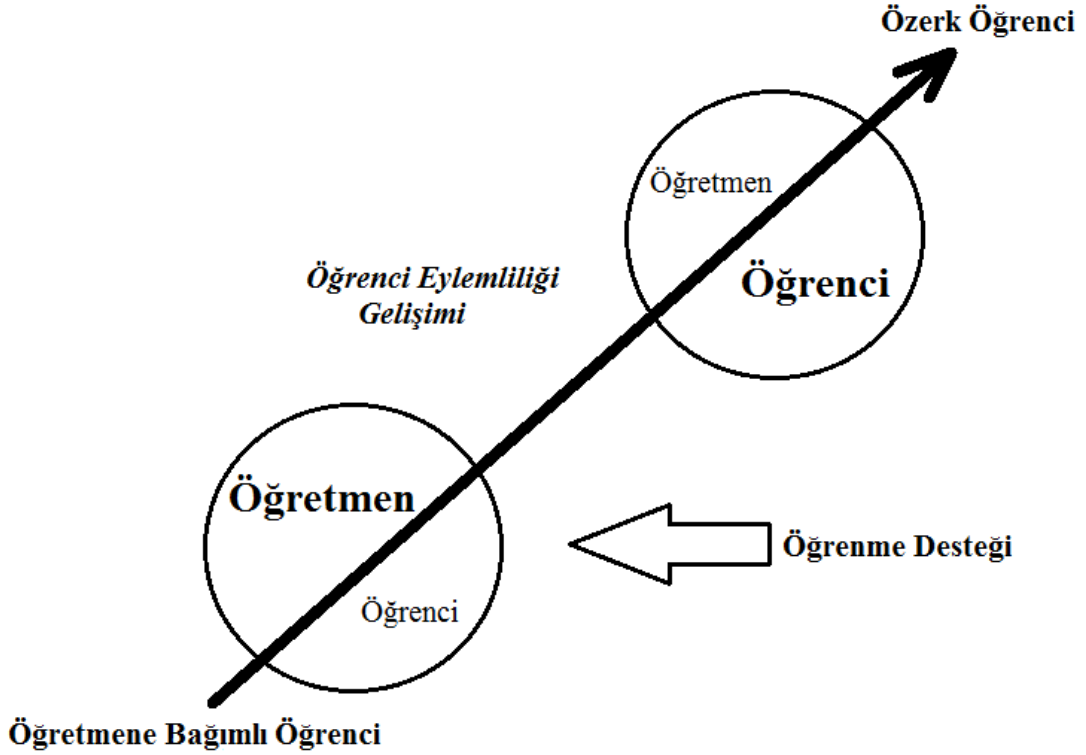 Özerk Öğrenci
Öğretmen
Öğrenci
Öğrenci Eylemliliği
Gelişimi
Öğretmen
Öğrenci
Öğrenme Desteği
Öğretmene Bağımlı Öğrenci